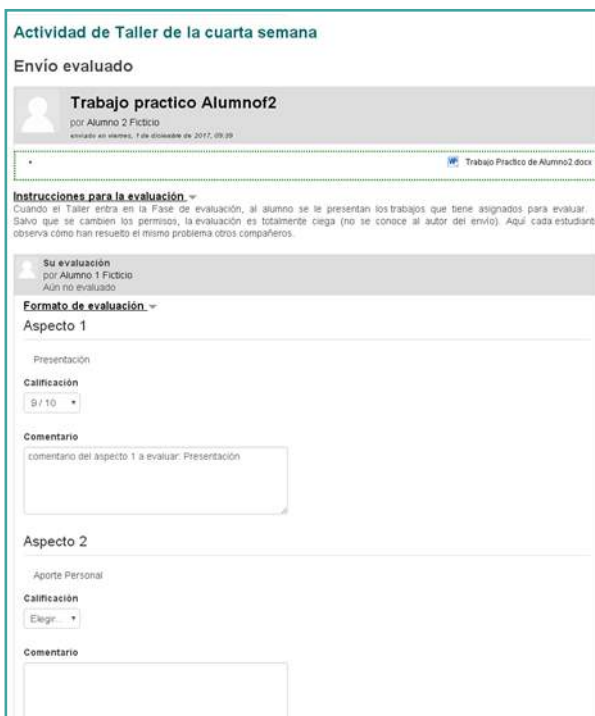 Actividad de Taller de la cuarta semana
Envío evaluado
Trabajo practico Alumnof2
por Alumno 2 Ficticio
enviado en viernes, 1 de diciembre de 2017, 09:39
Trabajo Practico de Alumno2.docx
Instrucciones para la evaluación
Cuando el Taller entra en la Fase de evaluación, al alumno se le presentan los trabajos que tiene asignados para evaluar.
Salvo que se cambien los permisos, la evaluación es totalmente ciega (no se conoce al autor del envío). Aquí cada estudiant
observa cómo han resuelto el mismo problema otros compañeros.
Su evaluación
por Alumno 1 Ficticio
Aún no evaluado
Formato de evaluación
Aspecto 1
Presentación
Calificación
9 / 10
Comentario
comentario del aspecto 1 a evaluar: Presentación
Aspecto 2
Aporte Personal
Calificación
Elegir...
Comentario